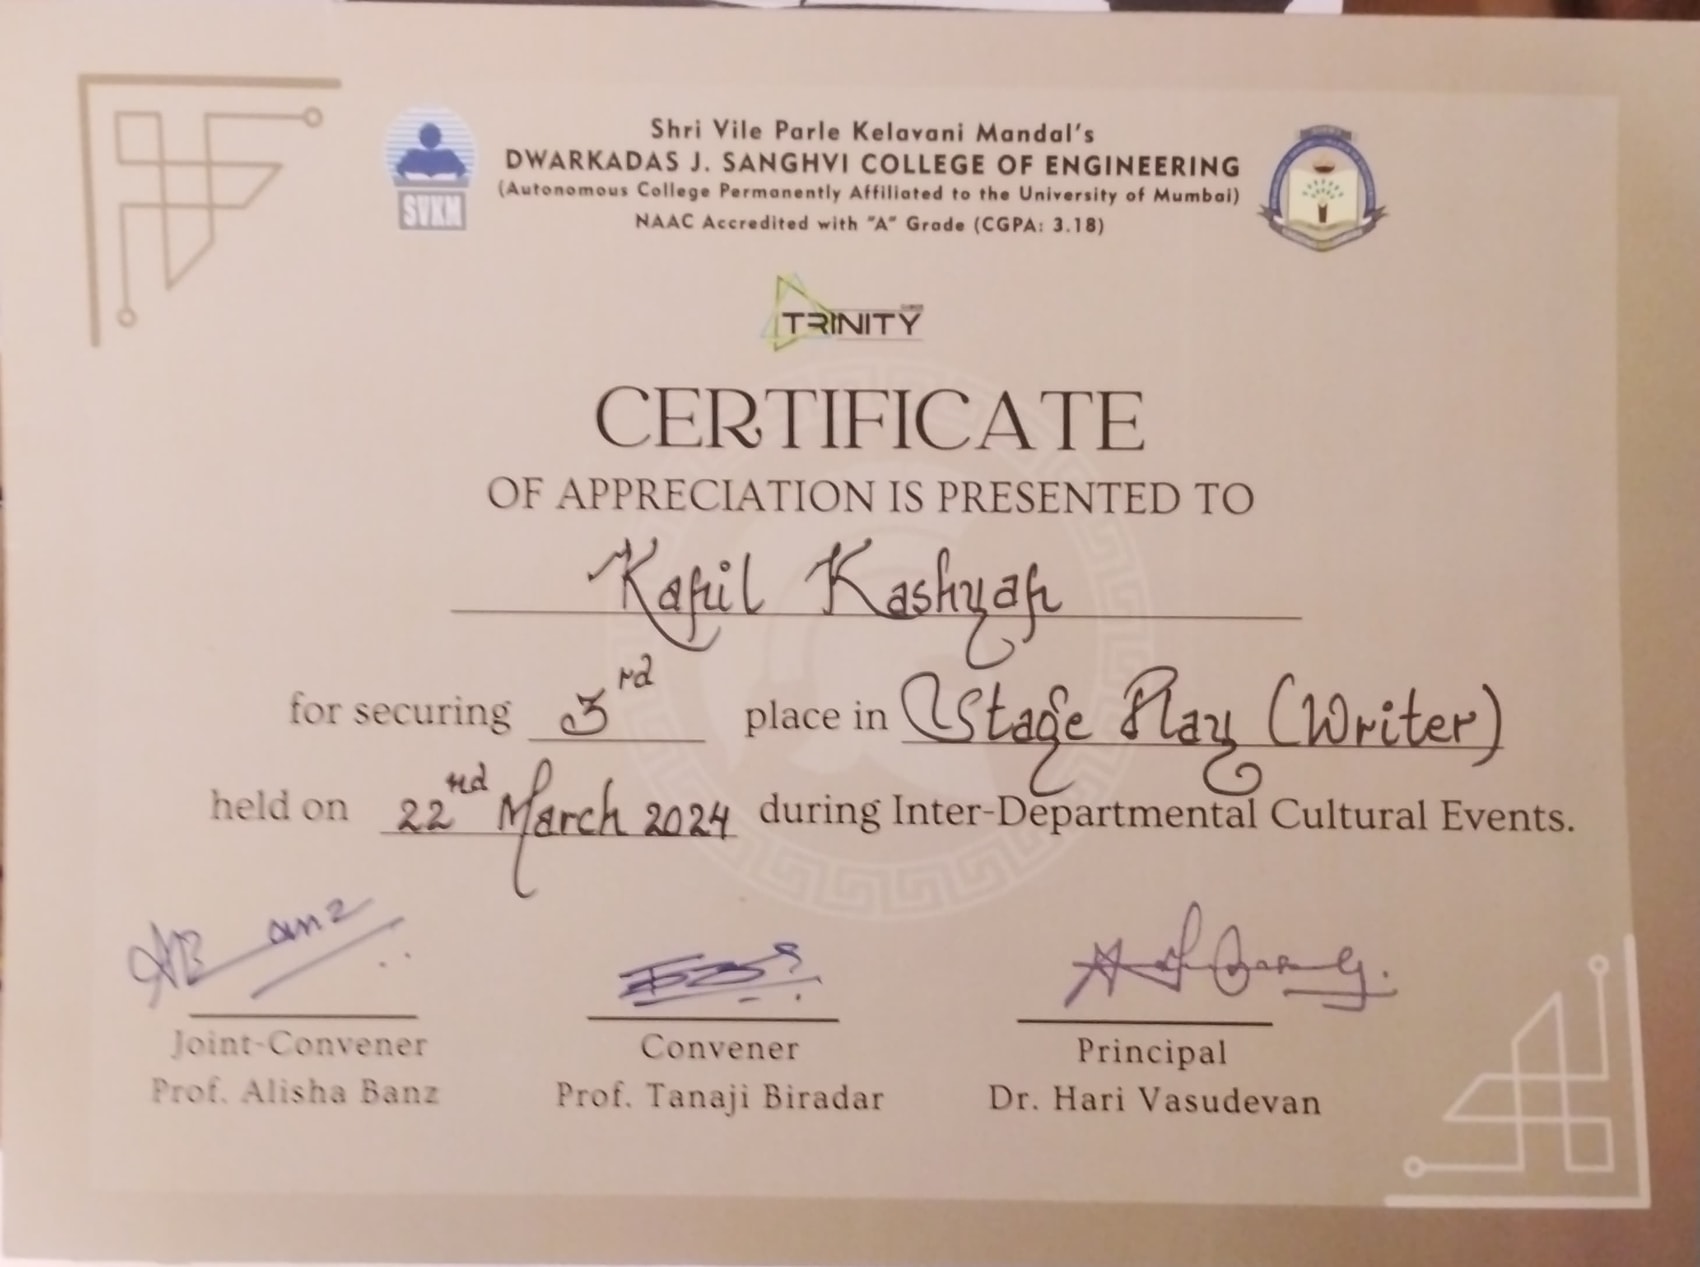 Shri Vile Parle Kelavani Mandal's
DWARKADAS J. SANGHVI COLLEGE OF ENGINEERING
(Autonomous College Permanently Affiliated to the University of Mumbai)
NAAC Accredited with "A" Grade (CGPA: 3.18)
SVKM
TRINITY
CERTIFICATE
OF APPRECIATION IS PRESENTED TO
Kapil Kashyap
for securing 3rd place in Stage Play (Writer)
held on 22nd March 2024 during Inter-Departmental Cultural Events.
Joint-Convener Convener Principal
Prof. Alisha Banz Prof. Tanaji Biradar Dr. Hari Vasudevan